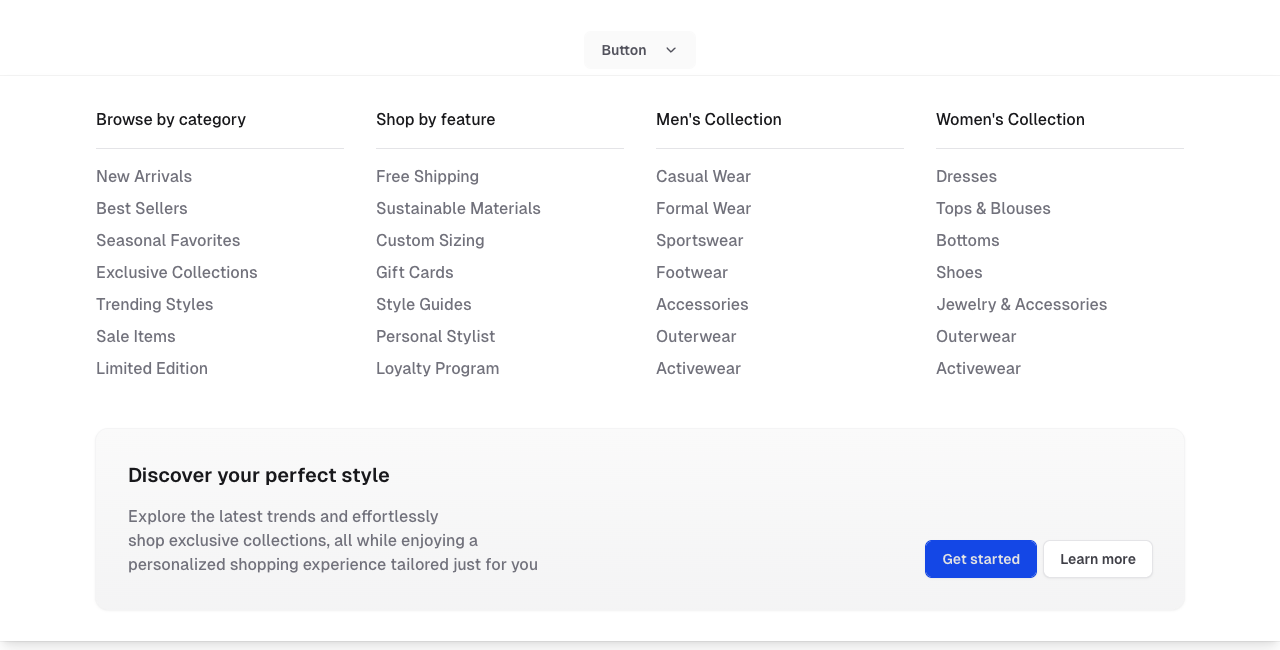 Button
Browse by category
New Arrivals
Best Sellers
Seasonal Favorites
Exclusive Collections
Trending Styles
Sale Items
Limited Edition
Shop by feature
Free Shipping
Sustainable Materials
Custom Sizing
Gift Cards
Style Guides
Personal Stylist
Loyalty Program
Men's Collection
Casual Wear
Formal Wear
Sportswear
Footwear
Accessories
Outerwear
Activewear
Women's Collection
Dresses
Tops & Blouses
Bottoms
Shoes
Jewelry & Accessories
Outerwear
Activewear
Discover your perfect style
Explore the latest trends and effortlessly
shop exclusive collections, all while enjoying a
personalized shopping experience tailored just for you
Get started
Learn more